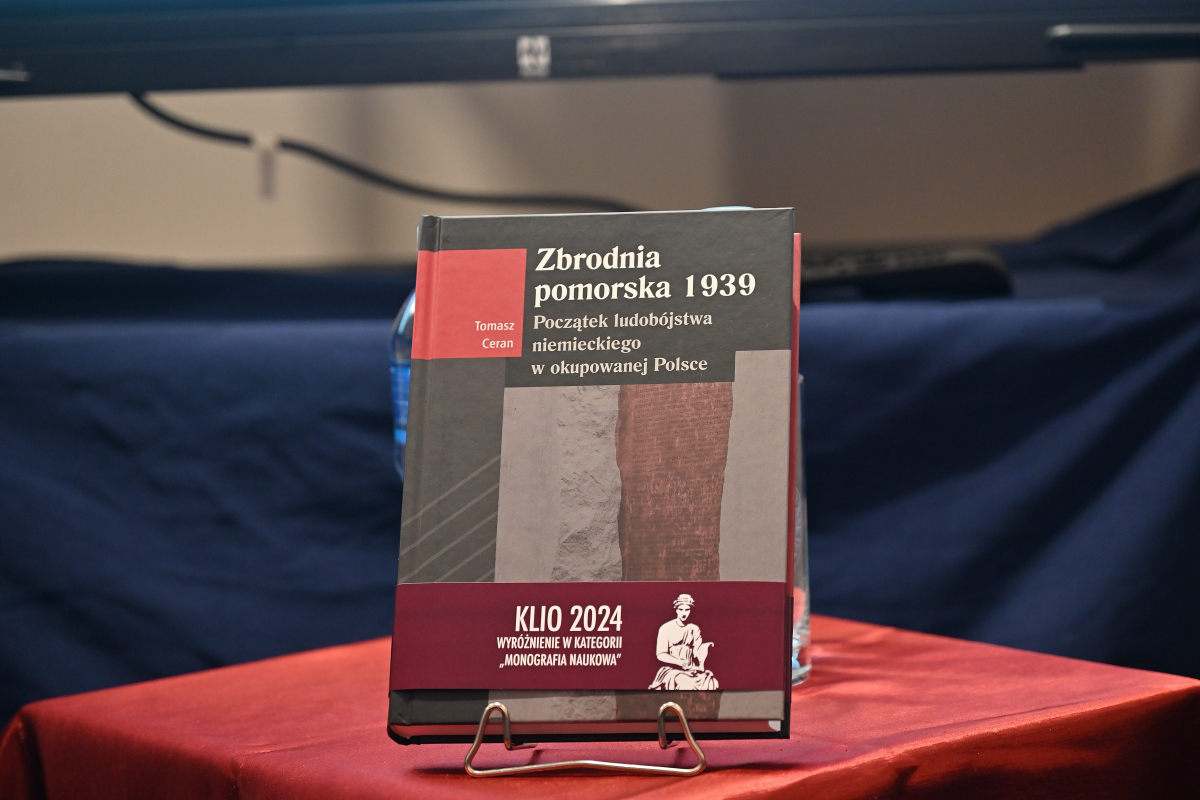 Zbrodnia
pomorska 1939
Tomasz
Ceran
Początek ludobójstwa
niemieckiego
w okupowanej Polsce
KLIO 2024
WYRÓŻNIENIE W KATEGORII
„MONOGRAFIA NAUKOWA”